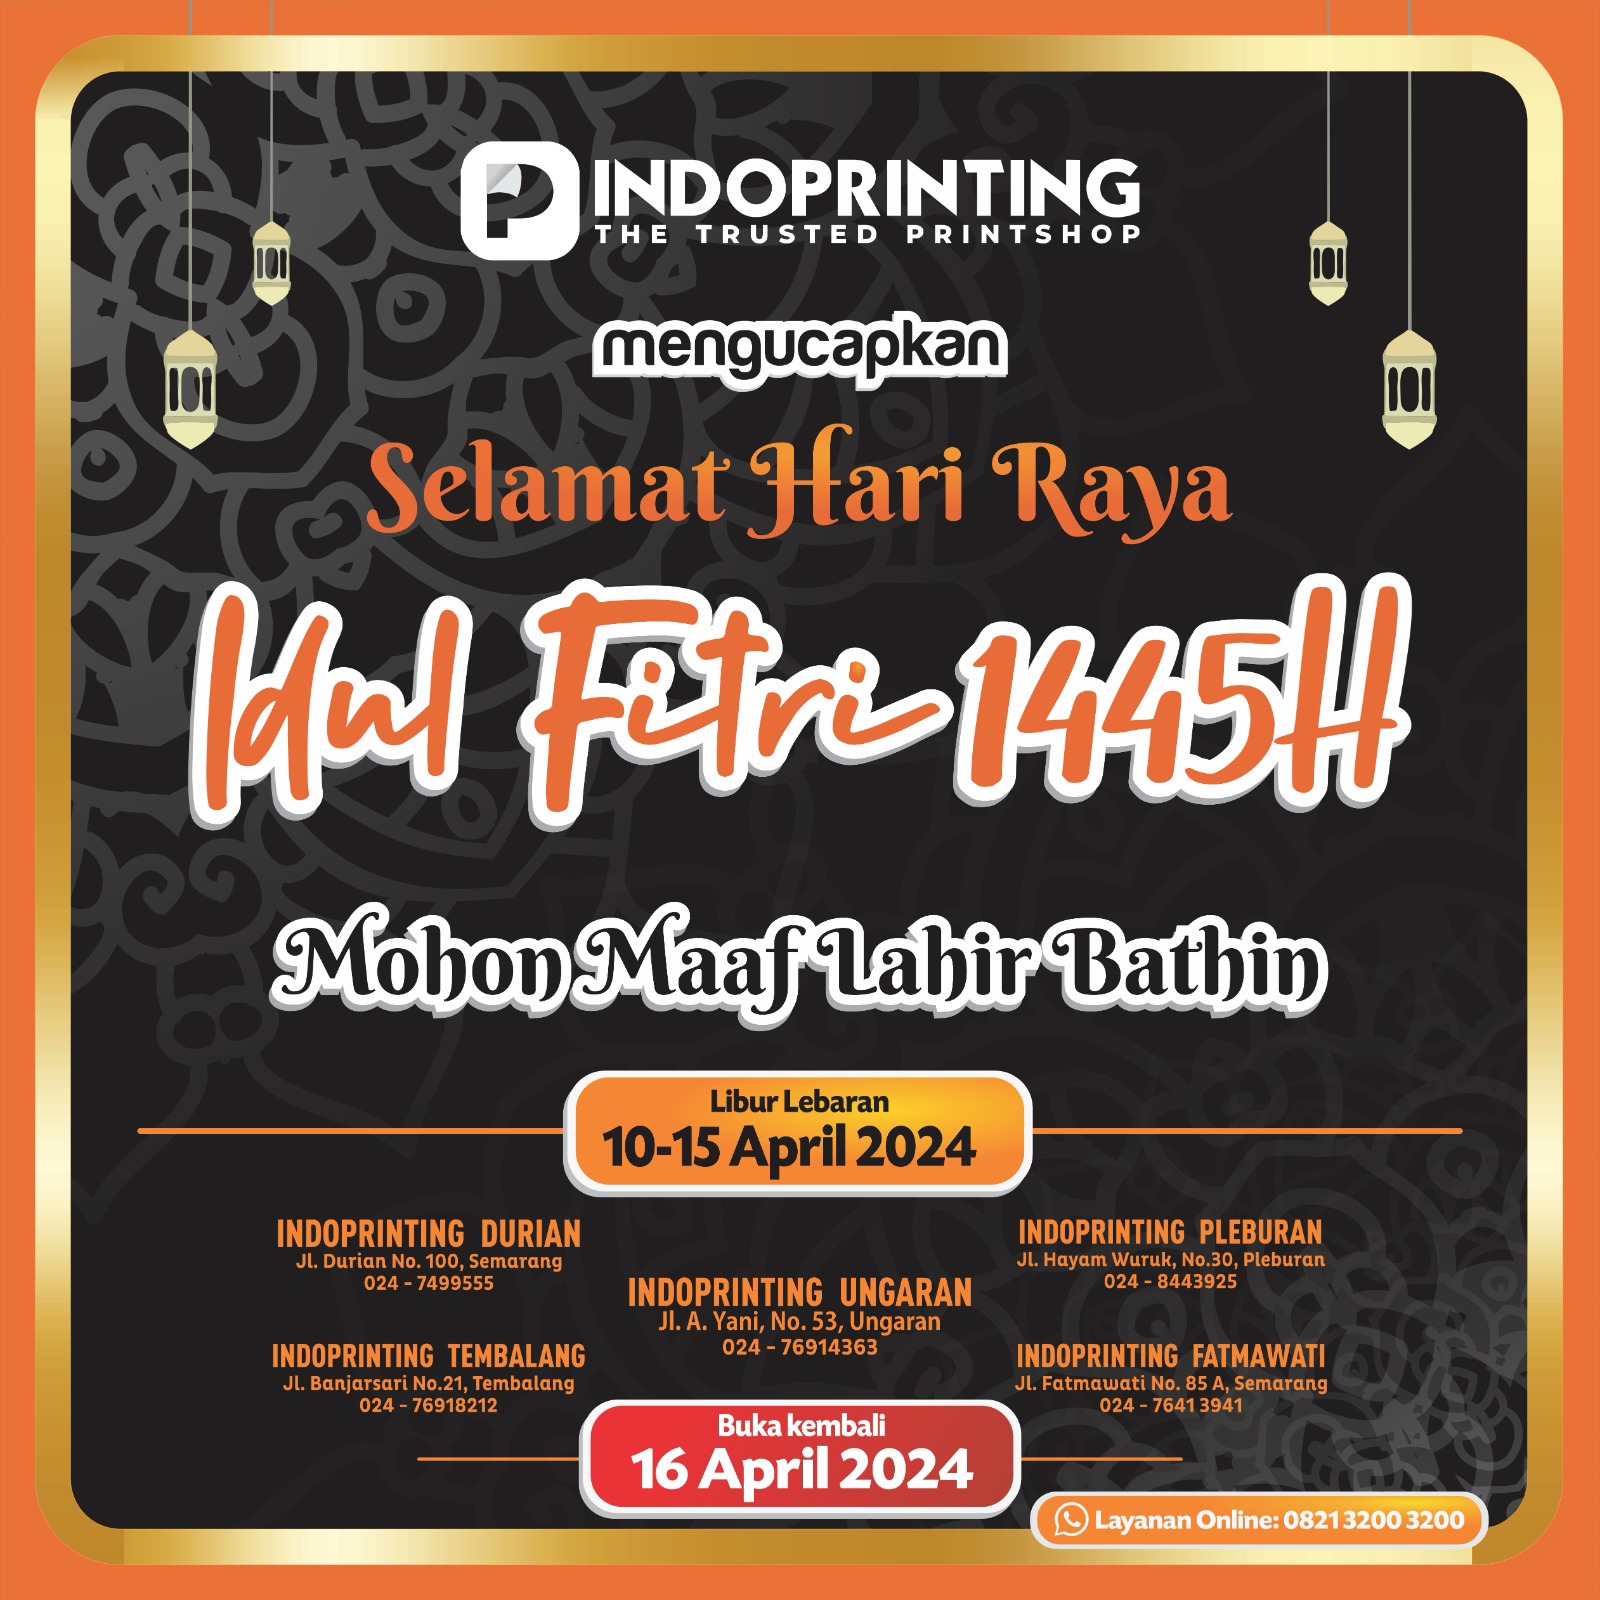 INDOPRINTING
THE TRUSTED PRINTSHOP
mengucapkan
Selamat Hari Raya
Idul Fitri 1445H
Mohon Maaf Lahir Bathin
Libur Lebaran
10-15 April 2024
INDOPRINTING DURIAN
Jl. Durian No. 100, Semarang
024 - 7499555
INDOPRINTING PLEBURAN
Jl. Hayam Wuruk, No.30, Pleburan
024 - 8443925
INDOPRINTING UNGARAN
Jl. A. Yani, No. 53, Ungaran
024 - 76914363
INDOPRINTING TEMBALANG
Jl. Banjarsari No.21, Tembalang
024 - 76918212
INDOPRINTING FATMAWATI
Jl. Fatmawati No. 85 A, Semarang
024 - 7641 3941
Buka kembali
16 April 2024
Layanan Online: 0821 3200 3200